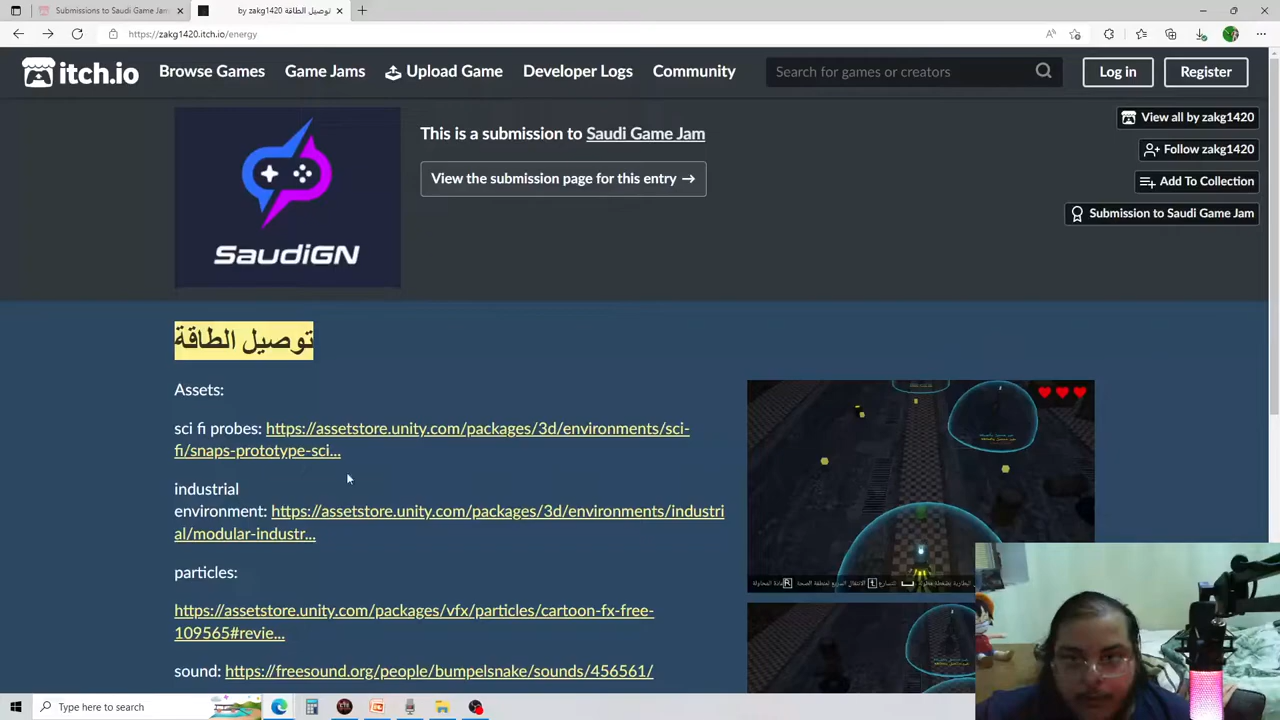 Submissions to Saudi Game Jam
توصيل الطاقة by zakg1420
https://zakg1420.itch.io/energy
itch.io
Browse Games
Game Jams
Upload Game
Developer Logs
Community
Search for games or creators
Log in
Register
SaudiGN
This is a submission to Saudi Game Jam
View the submission page for this entry →
View all by zakg1420
Follow zakg1420
Add To Collection
Submission to Saudi Game Jam
توصيل الطاقة
Assets:
sci fi probes: https://assetstore.unity.com/packages/3d/environments/sci-
fi/snaps-prototype-sci...
industrial
environment: https://assetstore.unity.com/packages/3d/environments/industri
al/modular-industr...
particles:
https://assetstore.unity.com/packages/vfx/particles/cartoon-fx-free-
109565#revie...
sound: https://freesound.org/people/bumpelsnake/sounds/456561/
Type here to search